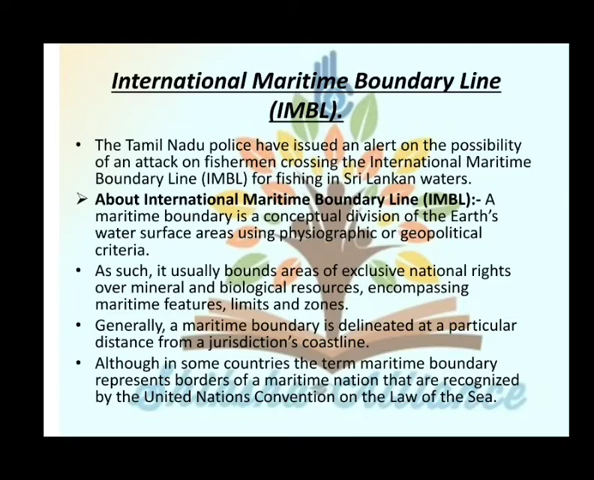 International Maritime Boundary Line
(IMBL).
• The Tamil Nadu police have issued an alert on the possibility
of an attack on fishermen crossing the International Maritime
Boundary Line (IMBL) for fishing in Sri Lankan waters.
➢ About International Maritime Boundary Line (IMBL):- A
maritime boundary is a conceptual division of the Earth's
water surface areas using physiographic or geopolitical
criteria.
• As such, it usually bounds areas of exclusive national rights
over mineral and biological resources, encompassing
maritime features, limits and zones.
• Generally, a maritime boundary is delineated at a particular
distance from a jurisdiction's coastline.
• Although in some countries the term maritime boundary
represents borders of a maritime nation that are recognized
by the United Nations Convention on the Law of the Sea.